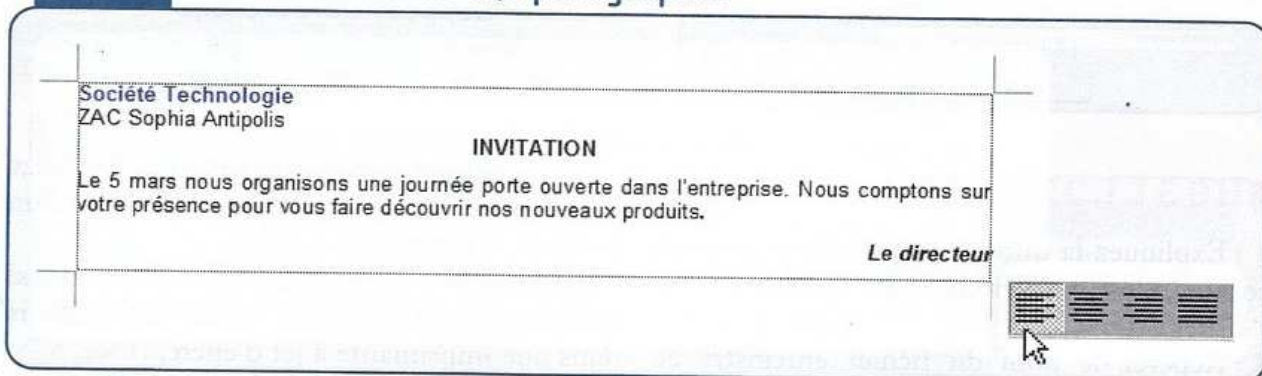 Société Technologie
ZAC Sophia Antipolis
INVITATION
Le 5 mars nous organisons une journée porte ouverte dans l'entreprise. Nous comptons sur
votre présence pour vous faire découvrir nos nouveaux produits.
Le directeur